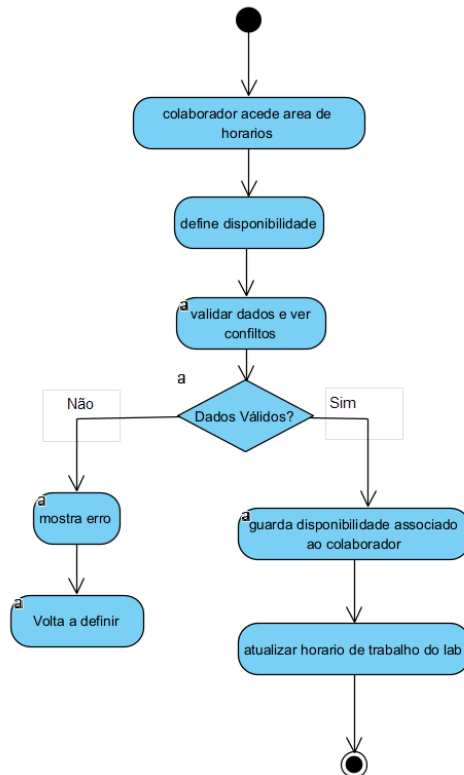 colaborador acede area de
horarios
define disponibilidade
a
validar dados e ver
confiltos
a
Dados Válidos?
Não
Sim
a
mostra erro
a
guarda disponibilidade associado
ao colaborador
a
Volta a definir
atualizar horario de trabalho do lab